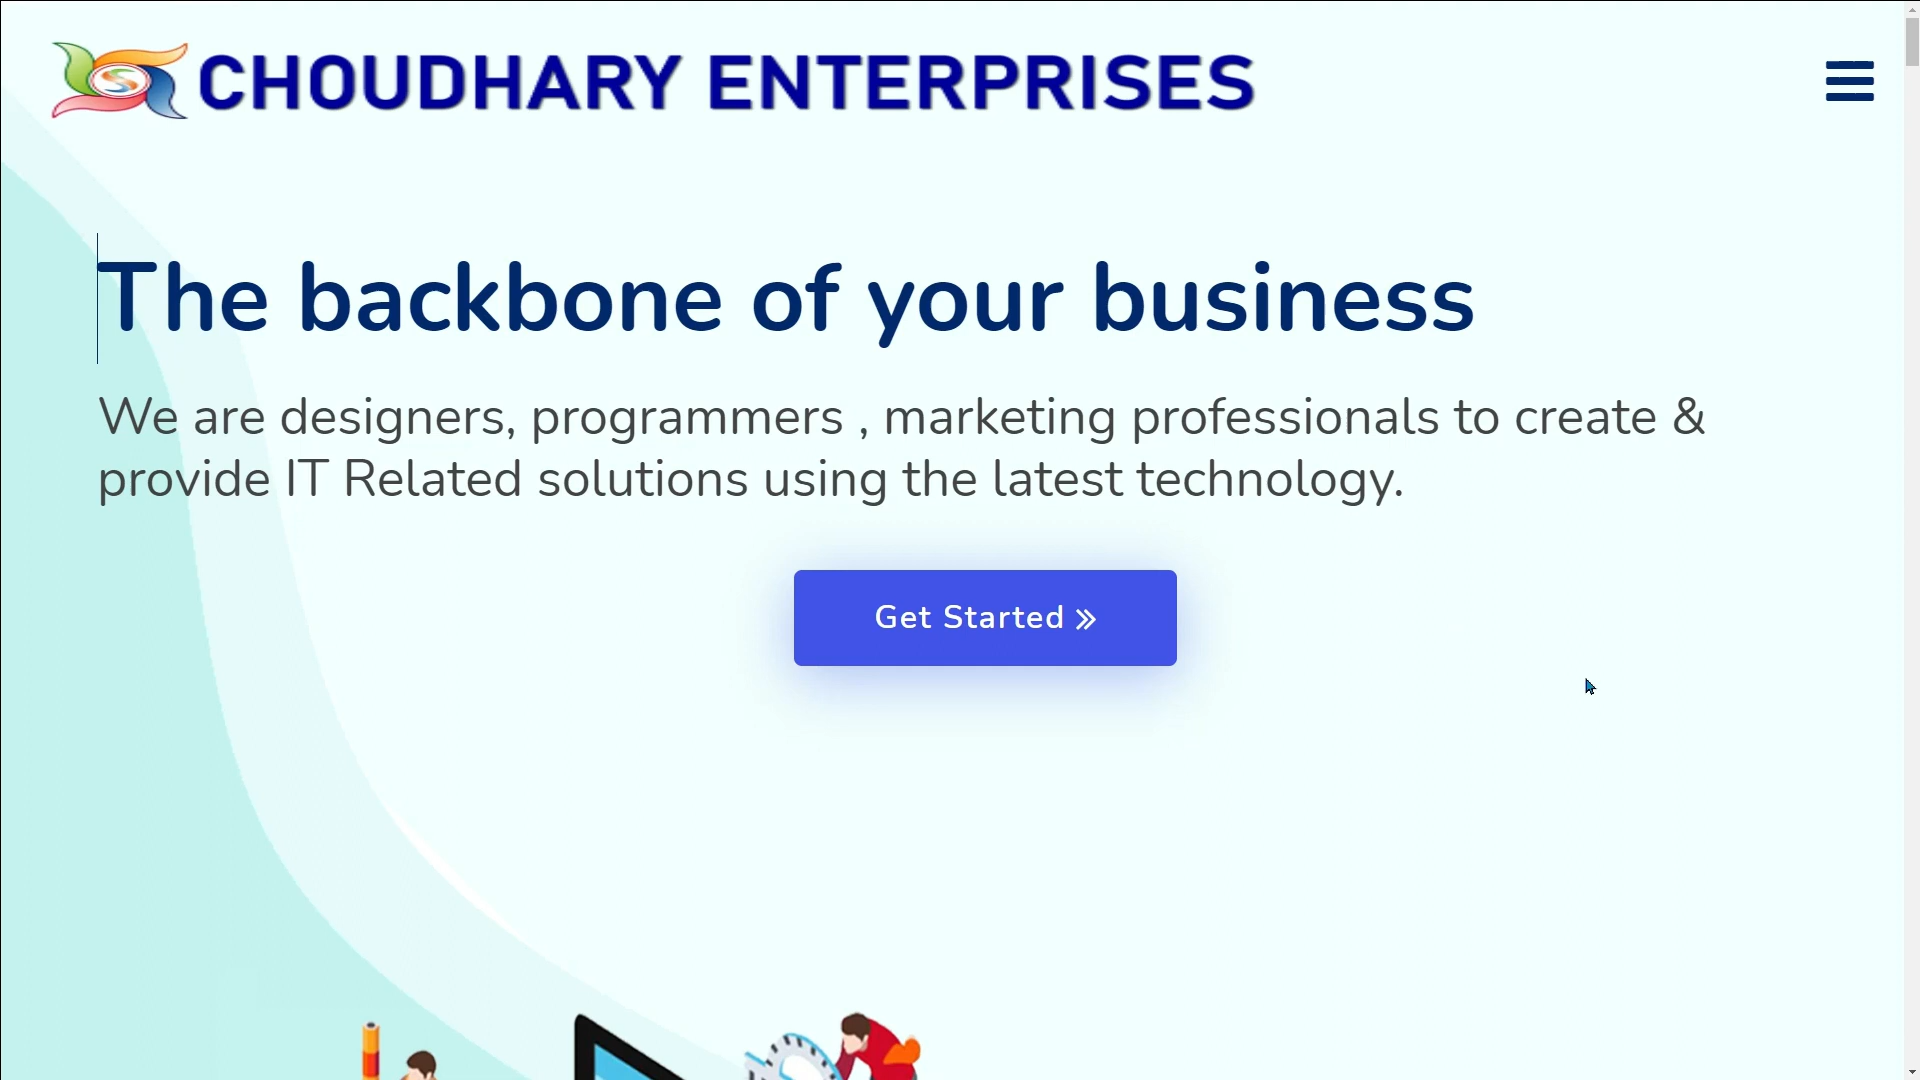 CHOUDHARY ENTERPRISES
The backbone of your business
We are designers, programmers , marketing professionals to create &
provide IT Related solutions using the latest technology.
Get Started »